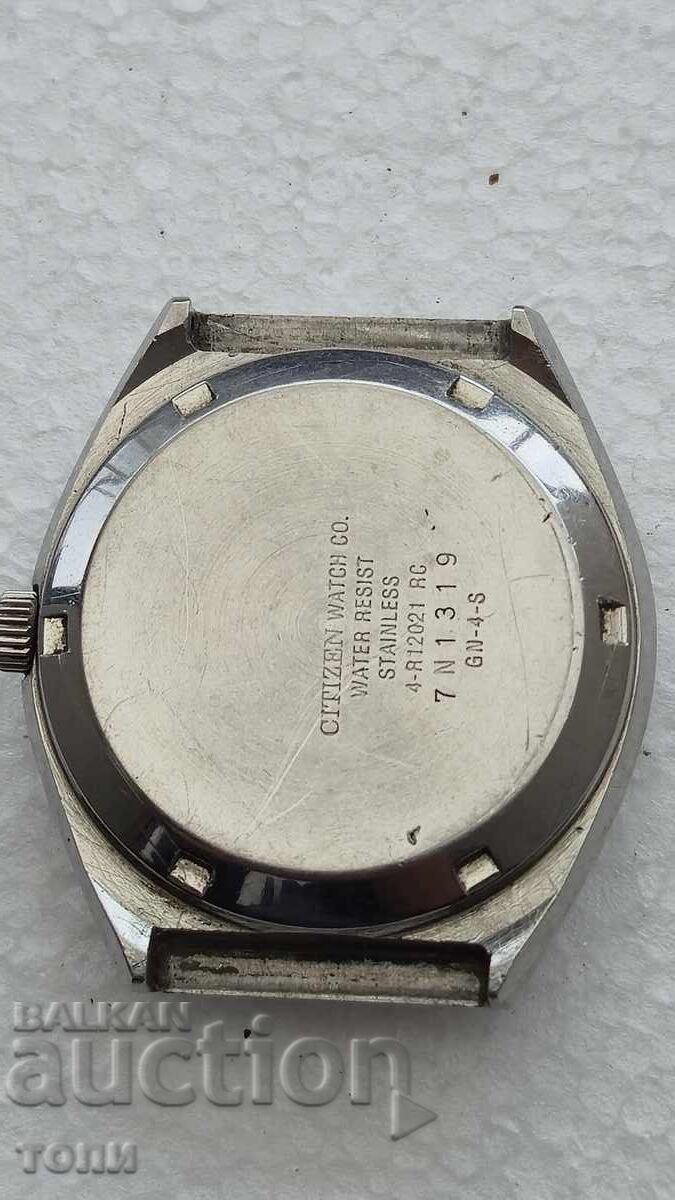 CITIZEN WATCH CO.
WATER RESIST
STAINLESS
4-R12021 RC
7N1319
GN-4-S
BALKAN
auction
ТОПИ